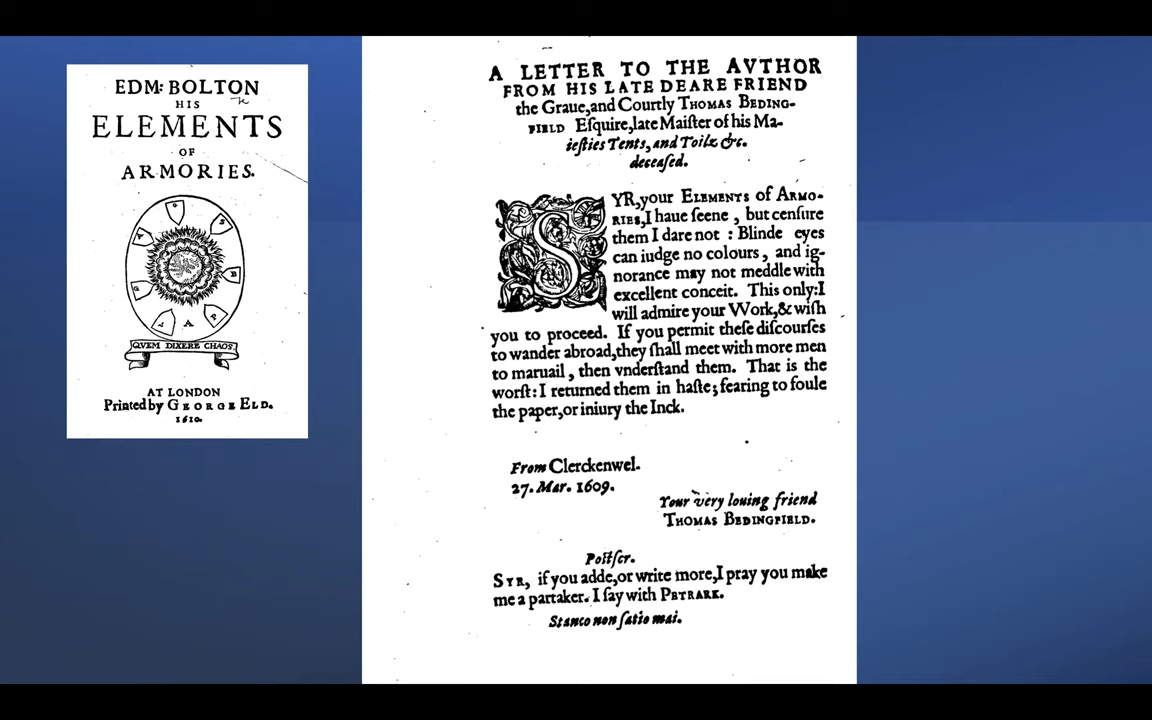 EDM: BOLTON
HIS
ELEMENTS
OF
ARMORIES.
O
S
A
B
G
P
V
A
QVEM DIXERE CHAOS.
AT LONDON
Printed by GEORGE ELD.
1610.
A LETTER TO THE AVTHOR
FROM HIS LATE DEARE FRIEND
the Graue, and Courtly THOMAS BEDING-
FIELD Eſquire, late Maiſter of his Ma-
ieſties Tents, and Toilz &c.
deceaſed.
SYR, your ELEMENTS of ARMO-
RIES, I haue ſeene , but cenſure
them I dare not : Blinde eyes
can iudge no colours, and ig-
norance may not meddle with
excellent conceit. This only: I
will admire your Work, & wiſh
you to proceed. If you permit theſe diſcourſes
to wander abroad, they ſhall meet with more men
to maruail, then vnderſtand them. That is the
worſt: I returned them in haſte; fearing to foule
the paper, or iniury the Inck.
From Clerckenwel.
27. Mar. 1609.
Your very louing friend
THOMAS BEDINGFIELD.
Poſtſcr.
SYR, if you adde, or write more, I pray you make
me a partaker. I ſay with PETRARK.
Stanco non ſatio mai.